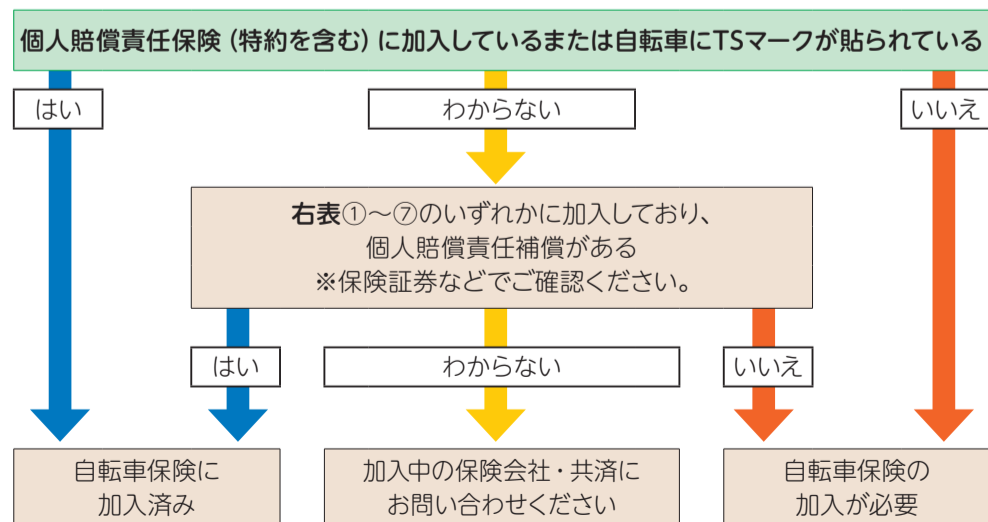 個人賠償責任保険（特約を含む）に加入しているまたは自転車にTSマークが貼られている
はい
わからない
いいえ
右表①～⑦のいずれかに加入しており、
個人賠償責任補償がある
※保険証券などでご確認ください。
はい
わからない
いいえ
自転車保険に
加入済み
加入中の保険会社・共済に
お問い合わせください
自転車保険の
加入が必要